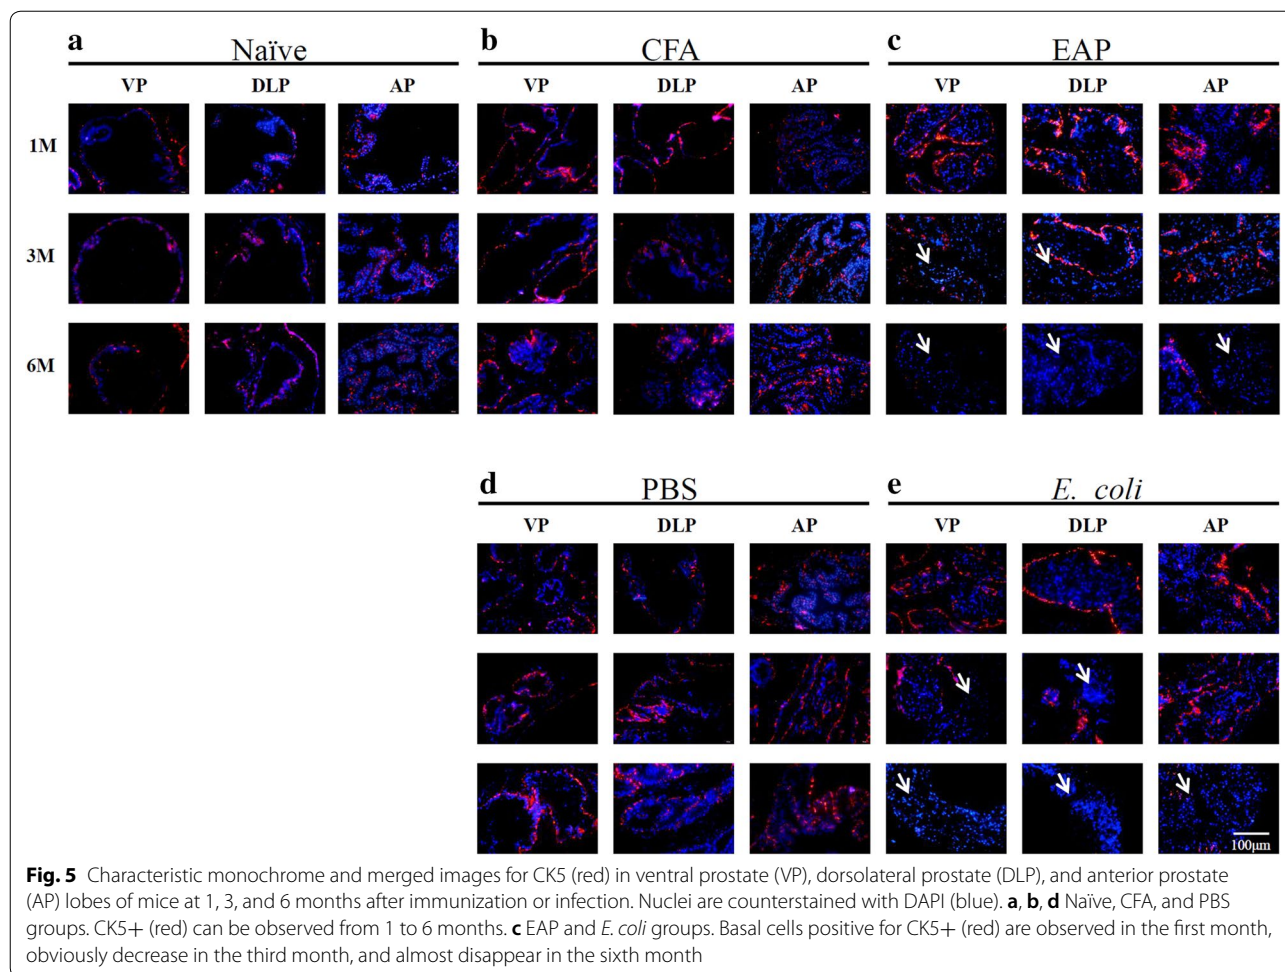 a Naïve
b CFA
c EAP
VP DLP AP VP DLP AP VP DLP AP
1M
3M
6M
d PBS
e E. coli
VP DLP AP VP DLP AP
100µm
Fig. 5 Characteristic monochrome and merged images for CK5 (red) in ventral prostate (VP), dorsolateral prostate (DLP), and anterior prostate
(AP) lobes of mice at 1, 3, and 6 months after immunization or infection. Nuclei are counterstained with DAPI (blue). a, b, d Naïve, CFA, and PBS
groups. CK5+ (red) can be observed from 1 to 6 months. c EAP and E. coli groups. Basal cells positive for CK5+ (red) are observed in the first month,
obviously decrease in the third month, and almost disappear in the sixth month